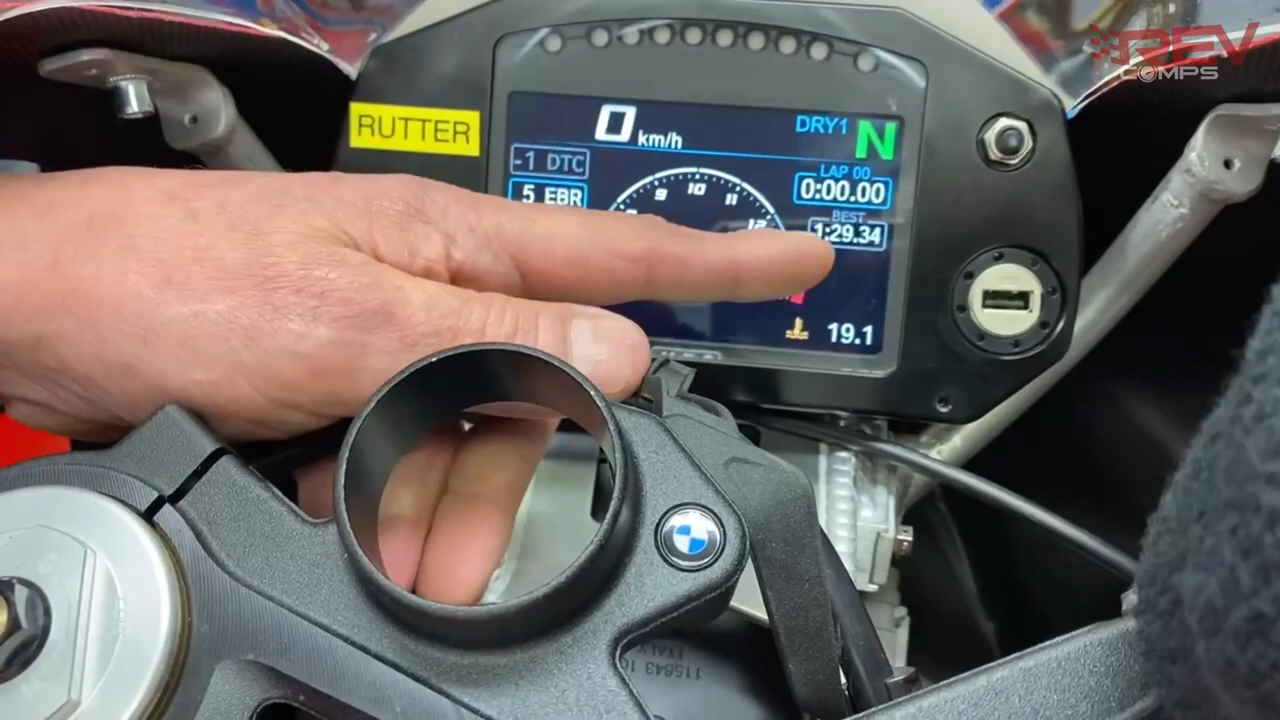 REV
COMPS
RUTTER
0 km/h
DRY1 N
-1 DTC
5 EBR
9 10 11 12
LAP 00
0:00.00
BEST
1:29.34
19.1
ITALY